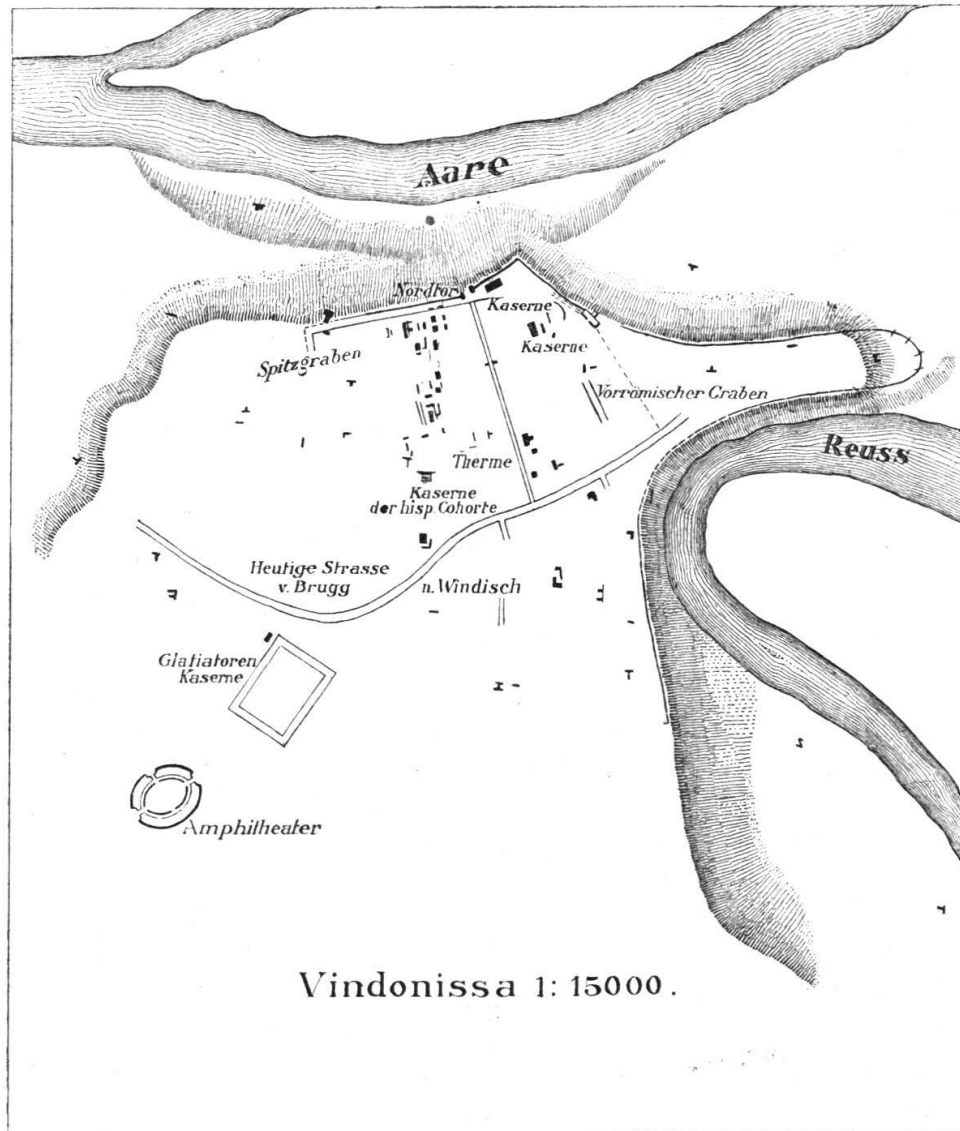 Aare
Nordtor
Kaserne
Kaserne
Spitzgraben
Vorrömischer Graben
Reuss
Therme
Kaserne
der hisp. Cohorte
Heutige Strasse
v. Brugg
n. Windisch
Glafiatoren
Kaserne
Amphitheater
Vindonissa 1: 15000.